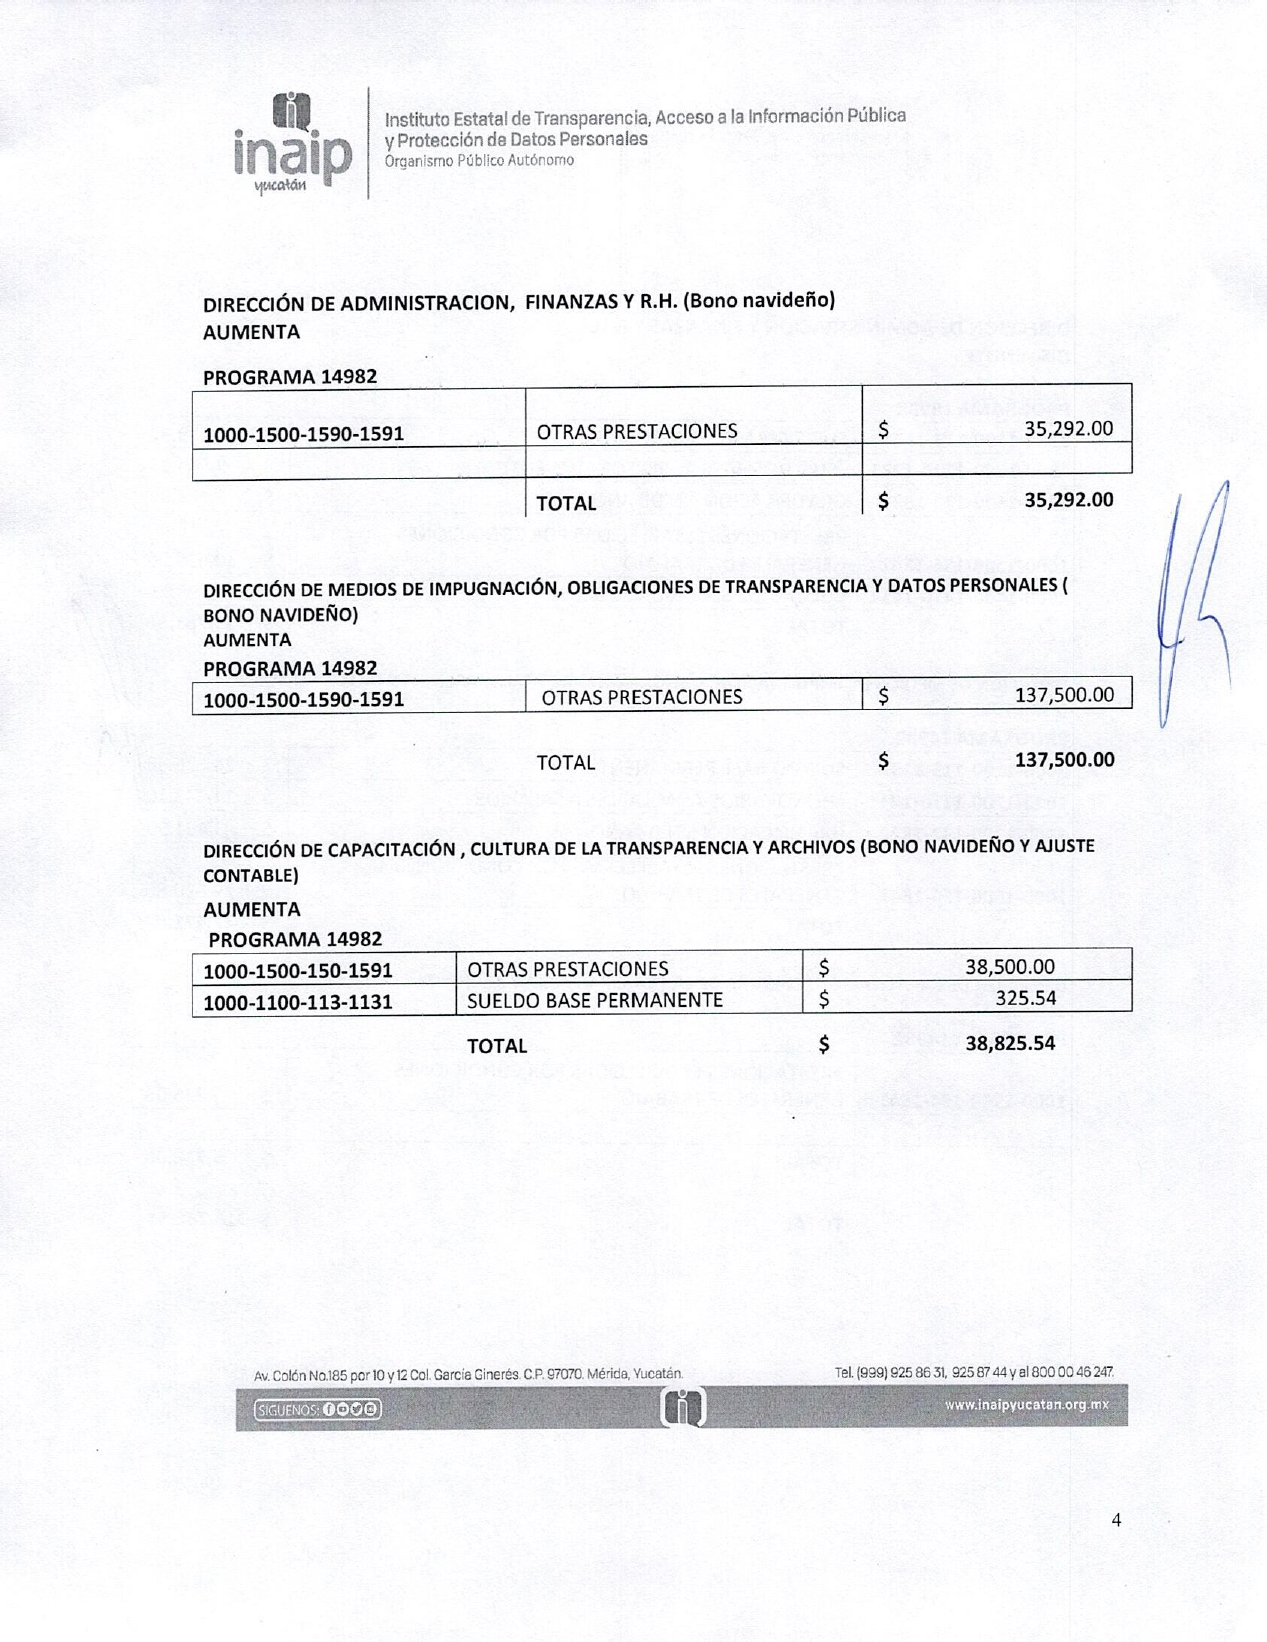 inaip
yucatán
Instituto Estatal de Transparencia, Acceso a la Información Pública
y Protección de Datos Personales
Organismo Público Autónomo
DIRECCIÓN DE ADMINISTRACION, FINANZAS Y R.H. (Bono navideño)
AUMENTA
PROGRAMA 14982
1000-1500-1590-1591 OTRAS PRESTACIONES $ 35,292.00
TOTAL $ 35,292.00
DIRECCIÓN DE MEDIOS DE IMPUGNACIÓN, OBLIGACIONES DE TRANSPARENCIA Y DATOS PERSONALES (
BONO NAVIDEÑO)
AUMENTA
PROGRAMA 14982
1000-1500-1590-1591 OTRAS PRESTACIONES $ 137,500.00
TOTAL $ 137,500.00
DIRECCIÓN DE CAPACITACIÓN , CULTURA DE LA TRANSPARENCIA Y ARCHIVOS (BONO NAVIDEÑO Y AJUSTE
CONTABLE)
AUMENTA
PROGRAMA 14982
1000-1500-150-1591 OTRAS PRESTACIONES $ 38,500.00
1000-1100-113-1131 SUELDO BASE PERMANENTE $ 325.54
TOTAL $ 38,825.54
Av. Colón No.185 por 10 y 12 Col. García Ginerés. C.P. 97070. Mérida, Yucatán. Tel. (999) 925 86 31, 925 87 44 y al 800 00 46 247.
SÍGUENOS: www.inaipyucatan.org.mx
4